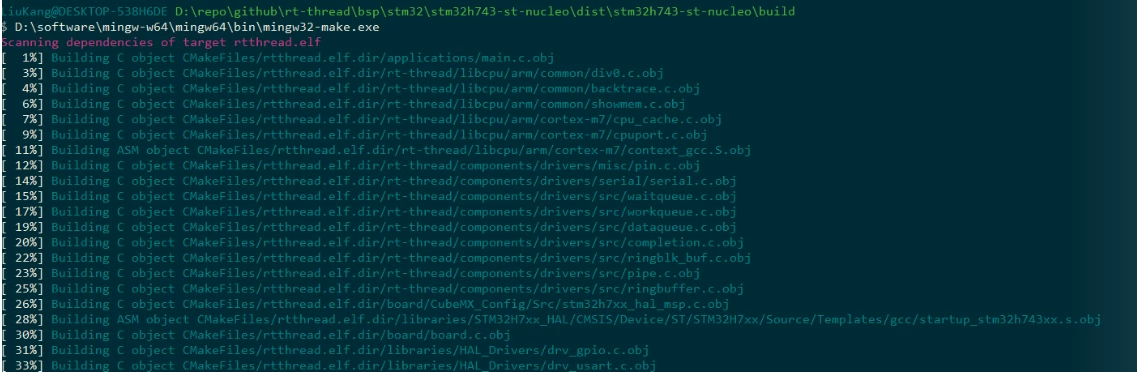 LiuKang@DESKTOP-538H6DE D:\repo\github\rt-thread\bsp\stm32\stm32h743-st-nucleo\dist\stm32h743-st-nucleo\build
$ D:\software\mingw-w64\mingw64\bin\mingw32-make.exe
Scanning dependencies of target rtthread.elf
[  1%] Building C object CMakeFiles/rtthread.elf.dir/applications/main.c.obj
[  3%] Building C object CMakeFiles/rtthread.elf.dir/rt-thread/libcpu/arm/common/div0.c.obj
[  4%] Building C object CMakeFiles/rtthread.elf.dir/rt-thread/libcpu/arm/common/backtrace.c.obj
[  6%] Building C object CMakeFiles/rtthread.elf.dir/rt-thread/libcpu/arm/common/showmem.c.obj
[  7%] Building C object CMakeFiles/rtthread.elf.dir/rt-thread/libcpu/arm/cortex-m7/cpu_cache.c.obj
[  9%] Building C object CMakeFiles/rtthread.elf.dir/rt-thread/libcpu/arm/cortex-m7/cpuport.c.obj
[ 11%] Building ASM object CMakeFiles/rtthread.elf.dir/rt-thread/libcpu/arm/cortex-m7/context_gcc.S.obj
[ 12%] Building C object CMakeFiles/rtthread.elf.dir/rt-thread/components/drivers/misc/pin.c.obj
[ 14%] Building C object CMakeFiles/rtthread.elf.dir/rt-thread/components/drivers/serial/serial.c.obj
[ 15%] Building C object CMakeFiles/rtthread.elf.dir/rt-thread/components/drivers/src/waitqueue.c.obj
[ 17%] Building C object CMakeFiles/rtthread.elf.dir/rt-thread/components/drivers/src/workqueue.c.obj
[ 19%] Building C object CMakeFiles/rtthread.elf.dir/rt-thread/components/drivers/src/dataqueue.c.obj
[ 20%] Building C object CMakeFiles/rtthread.elf.dir/rt-thread/components/drivers/src/completion.c.obj
[ 22%] Building C object CMakeFiles/rtthread.elf.dir/rt-thread/components/drivers/src/ringblk_buf.c.obj
[ 23%] Building C object CMakeFiles/rtthread.elf.dir/rt-thread/components/drivers/src/pipe.c.obj
[ 25%] Building C object CMakeFiles/rtthread.elf.dir/rt-thread/components/drivers/src/ringbuffer.c.obj
[ 26%] Building C object CMakeFiles/rtthread.elf.dir/board/CubeMX_Config/Src/stm32h7xx_hal_msp.c.obj
[ 28%] Building ASM object CMakeFiles/rtthread.elf.dir/libraries/STM32H7xx_HAL/CMSIS/Device/ST/STM32H7xx/Source/Templates/gcc/startup_stm32h743xx.s.obj
[ 30%] Building C object CMakeFiles/rtthread.elf.dir/board/board.c.obj
[ 31%] Building C object CMakeFiles/rtthread.elf.dir/libraries/HAL_Drivers/drv_gpio.c.obj
[ 33%] Building C object CMakeFiles/rtthread.elf.dir/libraries/HAL_Drivers/drv_usart.c.obj